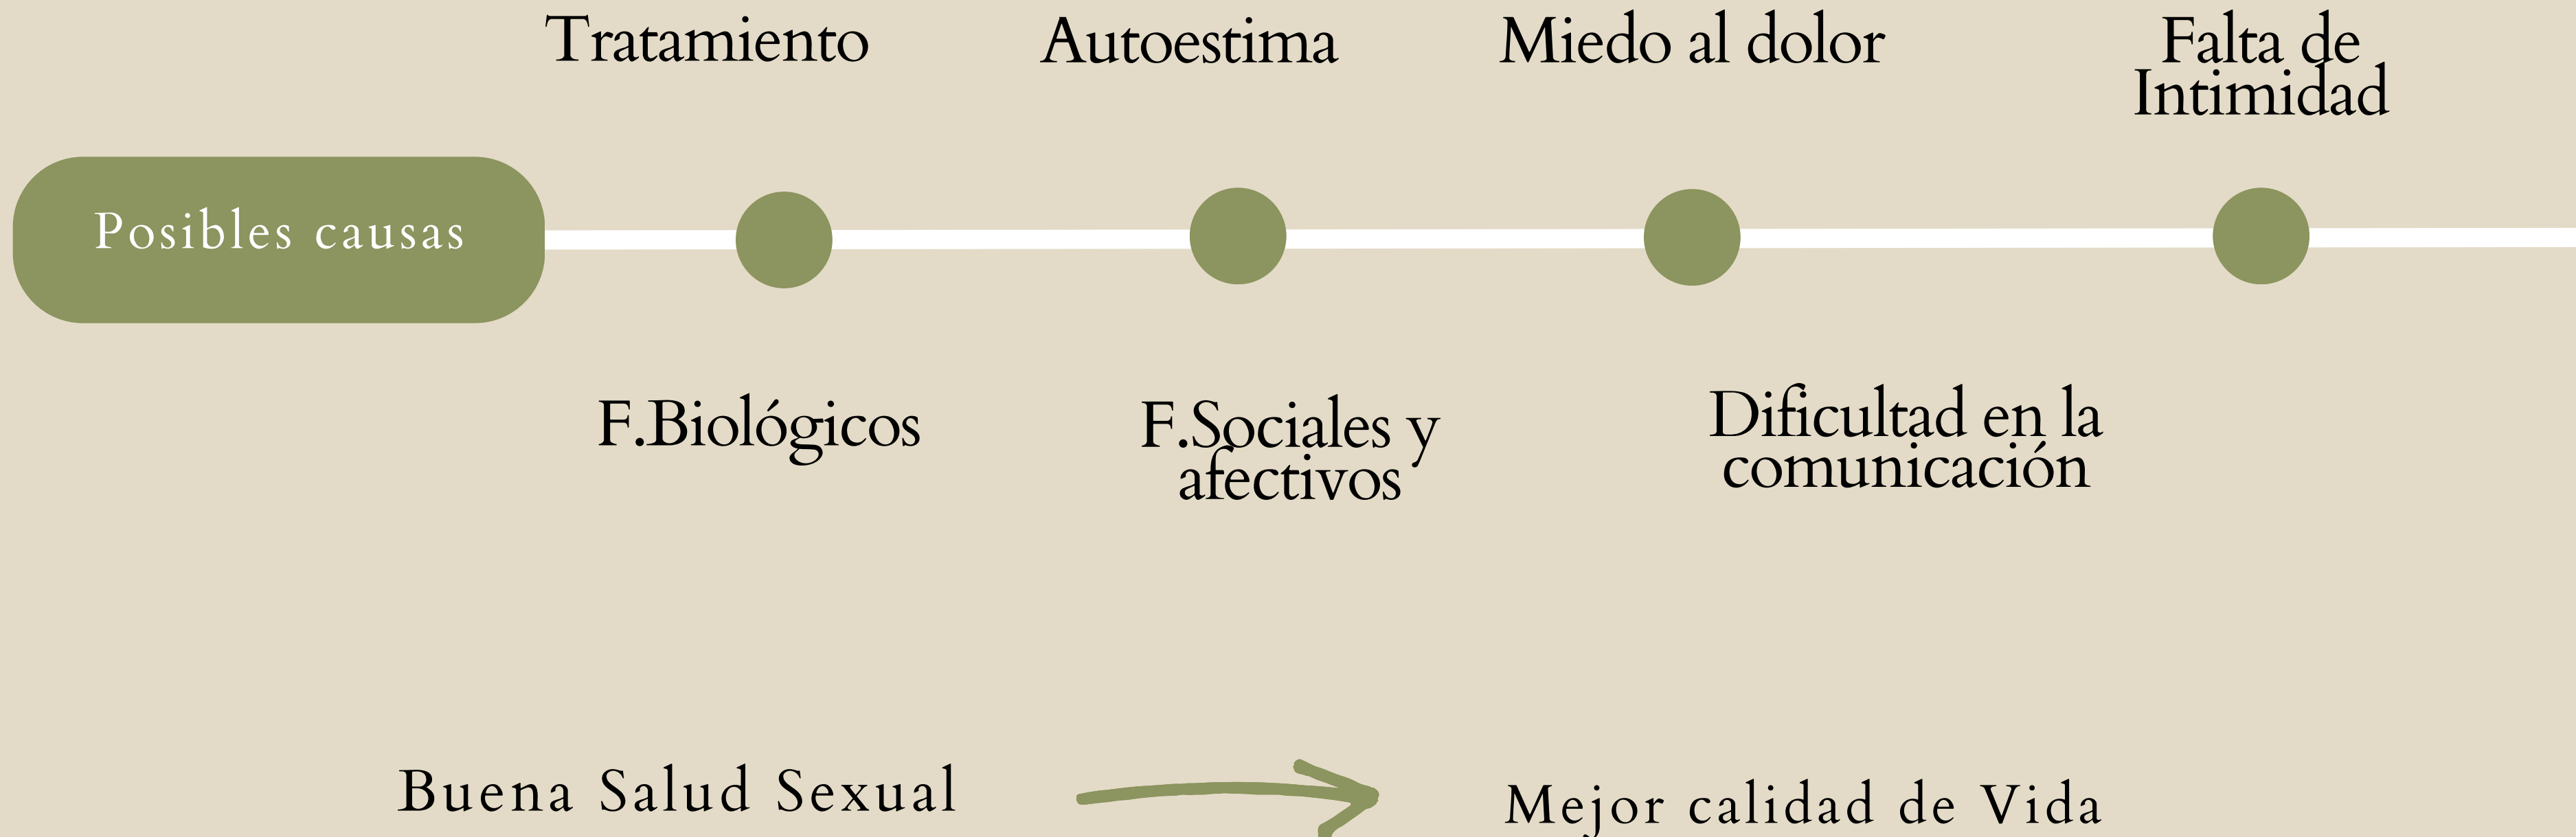 Tratamiento
Autoestima
Miedo al dolor
Falta de
Intimidad
Posibles causas
F.Biológicos
F.Sociales y
afectivos
Dificultad en la
comunicación
Buena Salud Sexual
Mejor calidad de Vida